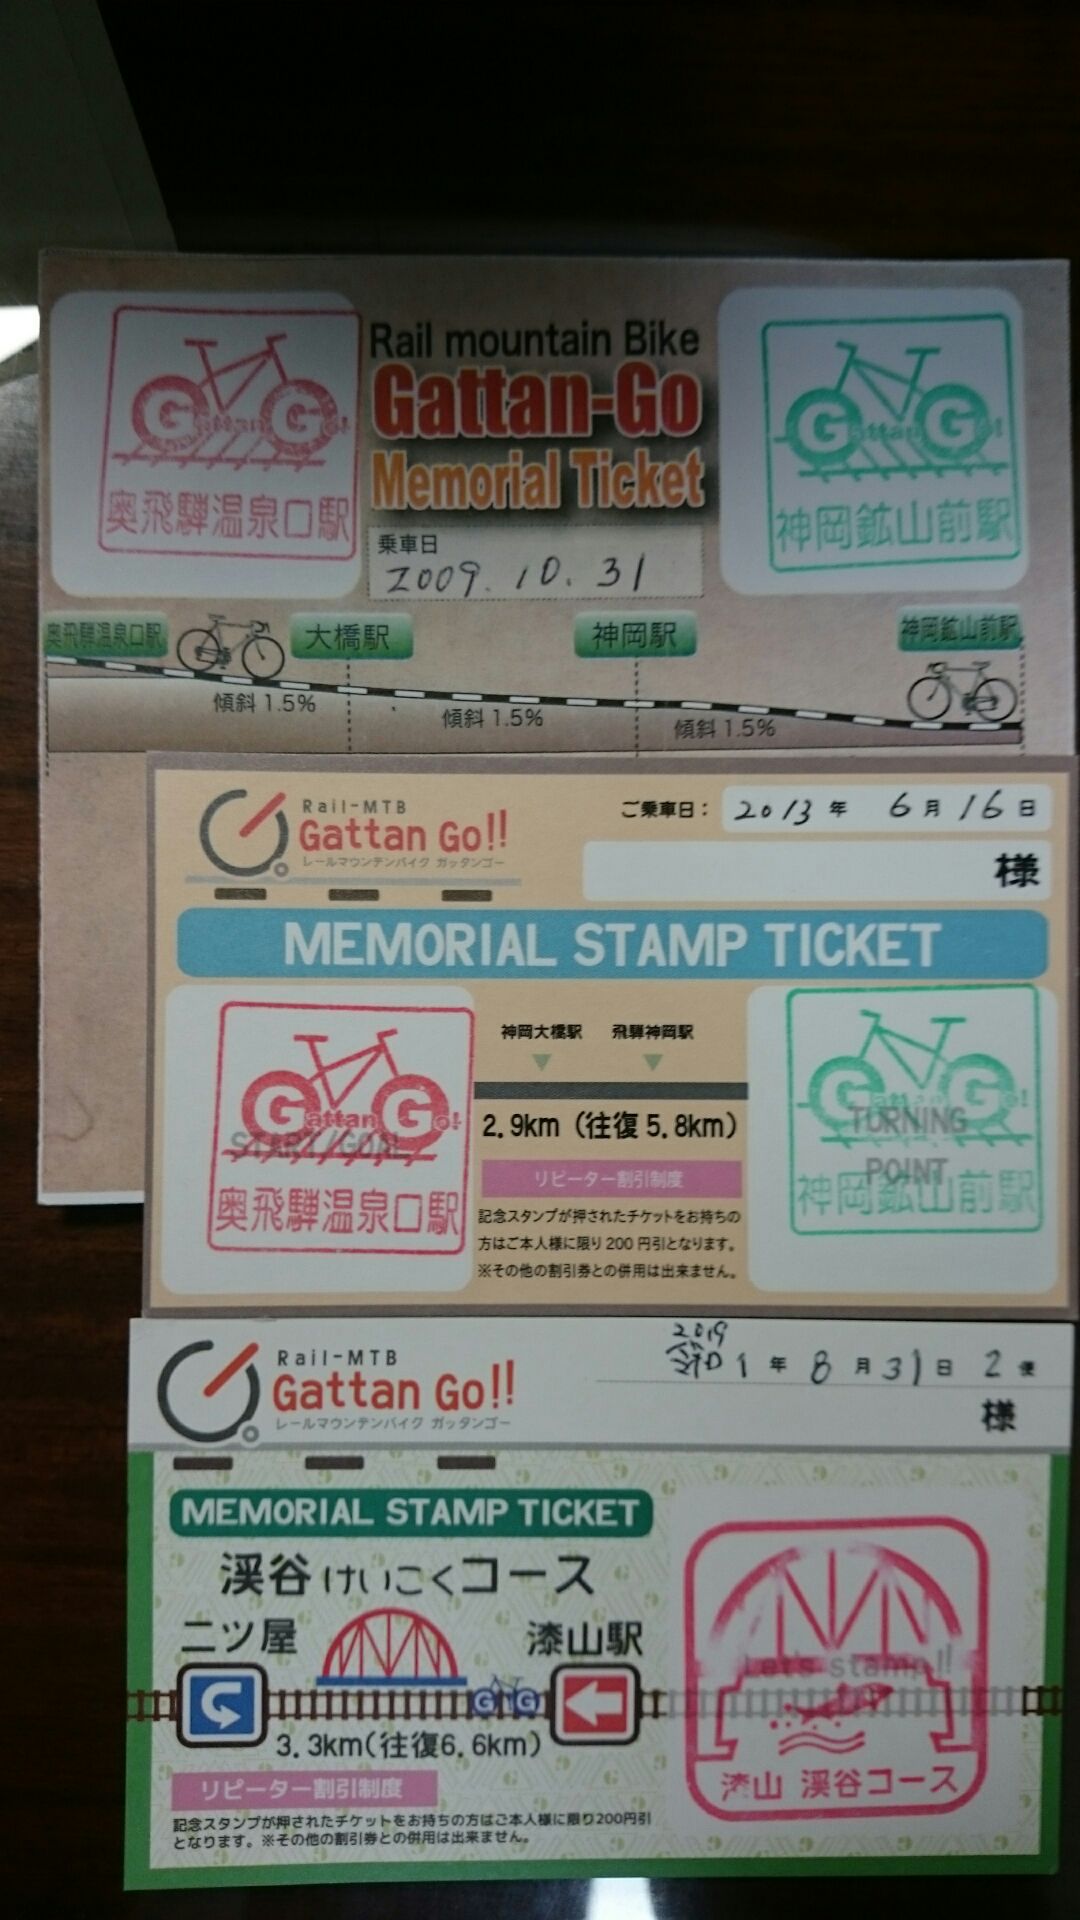 Rail mountain Bike
Gattan-Go
Memorial Ticket
Gattan Go!
奥飛騨温泉口駅
Gattan Go!
神岡鉱山前駅
乗車日
2009. 10. 31
奥飛騨温泉口駅 大橋駅 神岡駅 神岡鉱山前駅
傾斜 1.5% 傾斜 1.5% 傾斜 1.5%
Rail-MTB
Gattan Go!!
レールマウンテンバイク ガッタンゴー
ご乗車日: 2013 年 6 月 16 日
様
MEMORIAL STAMP TICKET
Gattan Go!
START/GOAL
奥飛騨温泉口駅
神岡大橋駅 飛騨神岡駅
2.9km (往復 5.8km)
リピーター割引制度
記念スタンプが押されたチケットをお持ちの
方はご本人様に限り 200 円引となります。
※その他の割引券との併用は出来ません。
Gattan Go!
TURNING
POINT
神岡鉱山前駅
Rail-MTB
Gattan Go!!
レールマウンテンバイク ガッタンゴー
2019
令和 1 年 8 月 31 日 2 便
様
MEMORIAL STAMP TICKET
渓谷けいこくコース
二ツ屋 漆山駅
GG
3.3km(往復6.6km)
リピーター割引制度
記念スタンプが押されたチケットをお持ちの方はご本人様に限り200円引
となります。※その他の割引券との併用は出来ません。
Let's stamp!!
漆山 渓谷コース